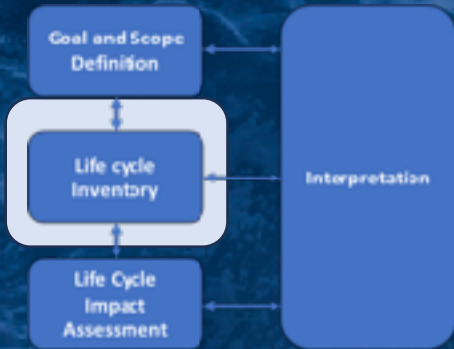 Goal and Scope
Definition
Life cycle
Inventory
Interpretation
Life Cycle
Impact
Assessment